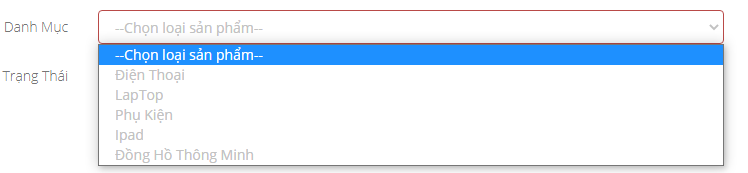 Danh Mục
--Chọn loại sản phẩm--
--Chọn loại sản phẩm--
Điện Thoại
Trạng Thái
LapTop
Phụ Kiện
Ipad
Đồng Hồ Thông Minh